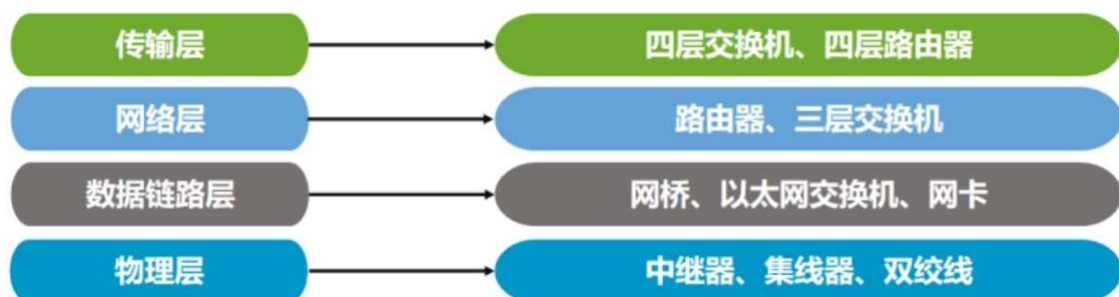 传输层 四层交换机、四层路由器
网络层 路由器、三层交换机
数据链路层 网桥、以太网交换机、网卡
物理层 中继器、集线器、双绞线